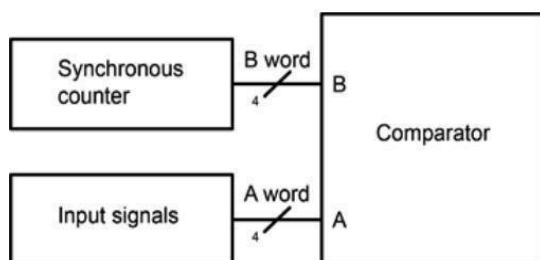 Synchronous
counter
B word
4
B
Comparator
Input signals
A word
4
A